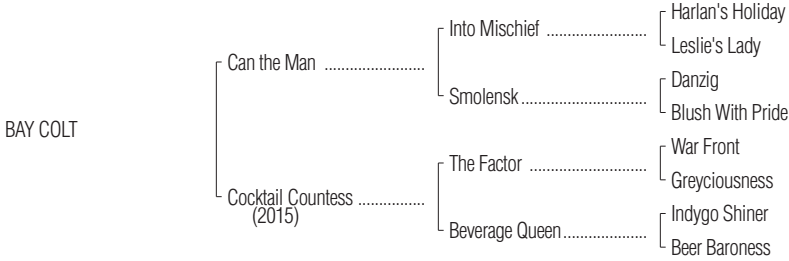 Harlan's Holiday
Into Mischief ........................
Leslie's Lady
Can the Man ........................
Danzig
Smolensk..............................
Blush With Pride
BAY COLT
War Front
The Factor ............................
Greyciousness
Cocktail Countess ................
(2015)
Indygo Shiner
Beverage Queen....................
Beer Baroness